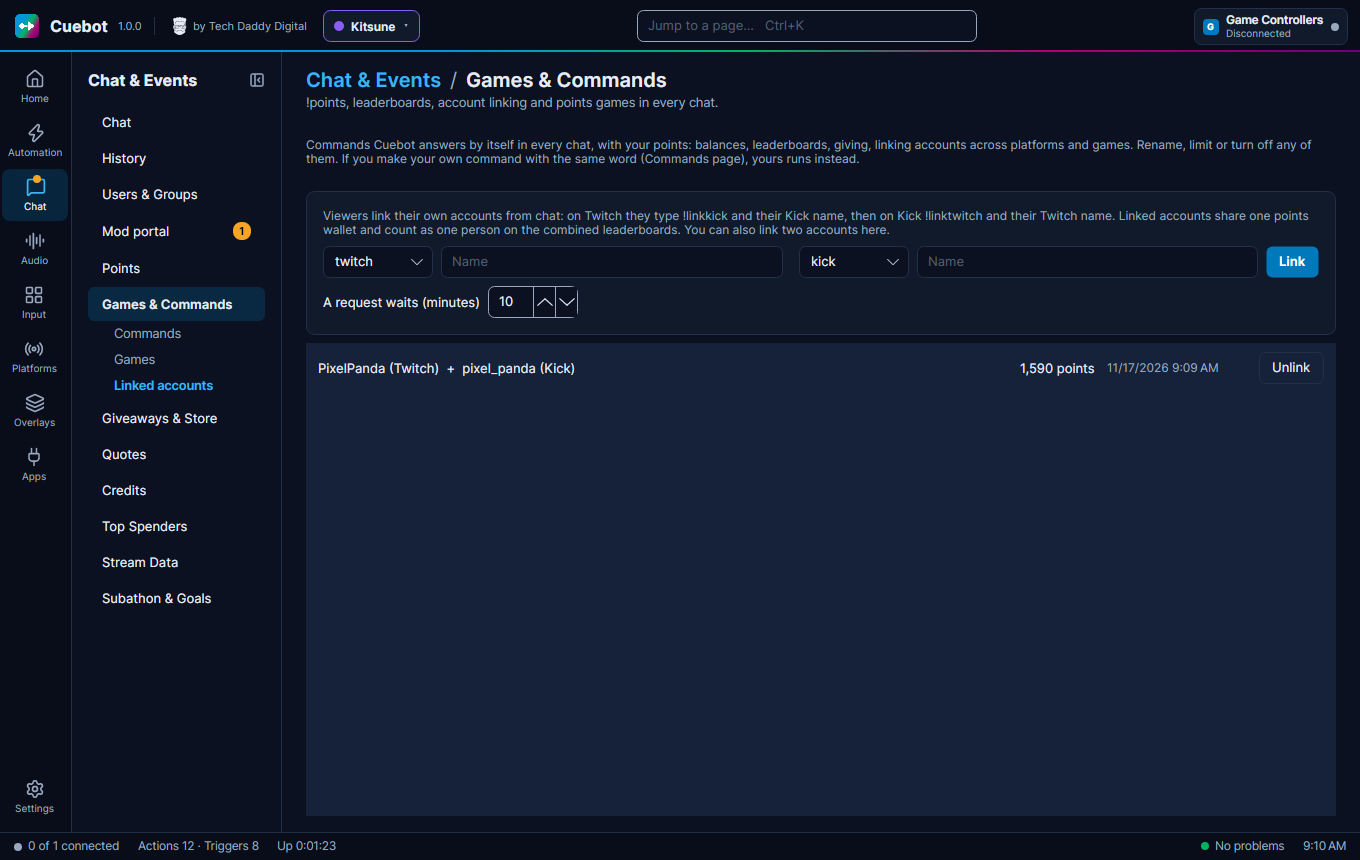 Cuebot 1.0.0 by Tech Daddy Digital Kitsune Jump to a page... Ctrl+K G Game Controllers
Disconnected
Home
Automation
Chat
Audio
Input
Platforms
Overlays
Apps
Settings
Chat & Events
Chat
History
Users & Groups
Mod portal 1
Points
Games & Commands
Commands
Games
Linked accounts
Giveaways & Store
Quotes
Credits
Top Spenders
Stream Data
Subathon & Goals
Chat & Events / Games & Commands
!points, leaderboards, account linking and points games in every chat.
Commands Cuebot answers by itself in every chat, with your points: balances, leaderboards, giving, linking accounts across platforms and games. Rename, limit or turn off any of
them. If you make your own command with the same word (Commands page), yours runs instead.
Viewers link their own accounts from chat: on Twitch they type !linkkick and their Kick name, then on Kick !linktwitch and their Twitch name. Linked accounts share one points
wallet and count as one person on the combined leaderboards. You can also link two accounts here.
twitch Name kick Name Link
A request waits (minutes) 10
PixelPanda (Twitch) + pixel_panda (Kick) 1,590 points 11/17/2026 9:09 AM Unlink
0 of 1 connected Actions 12 · Triggers 8 Up 0:01:23 No problems 9:10 AM